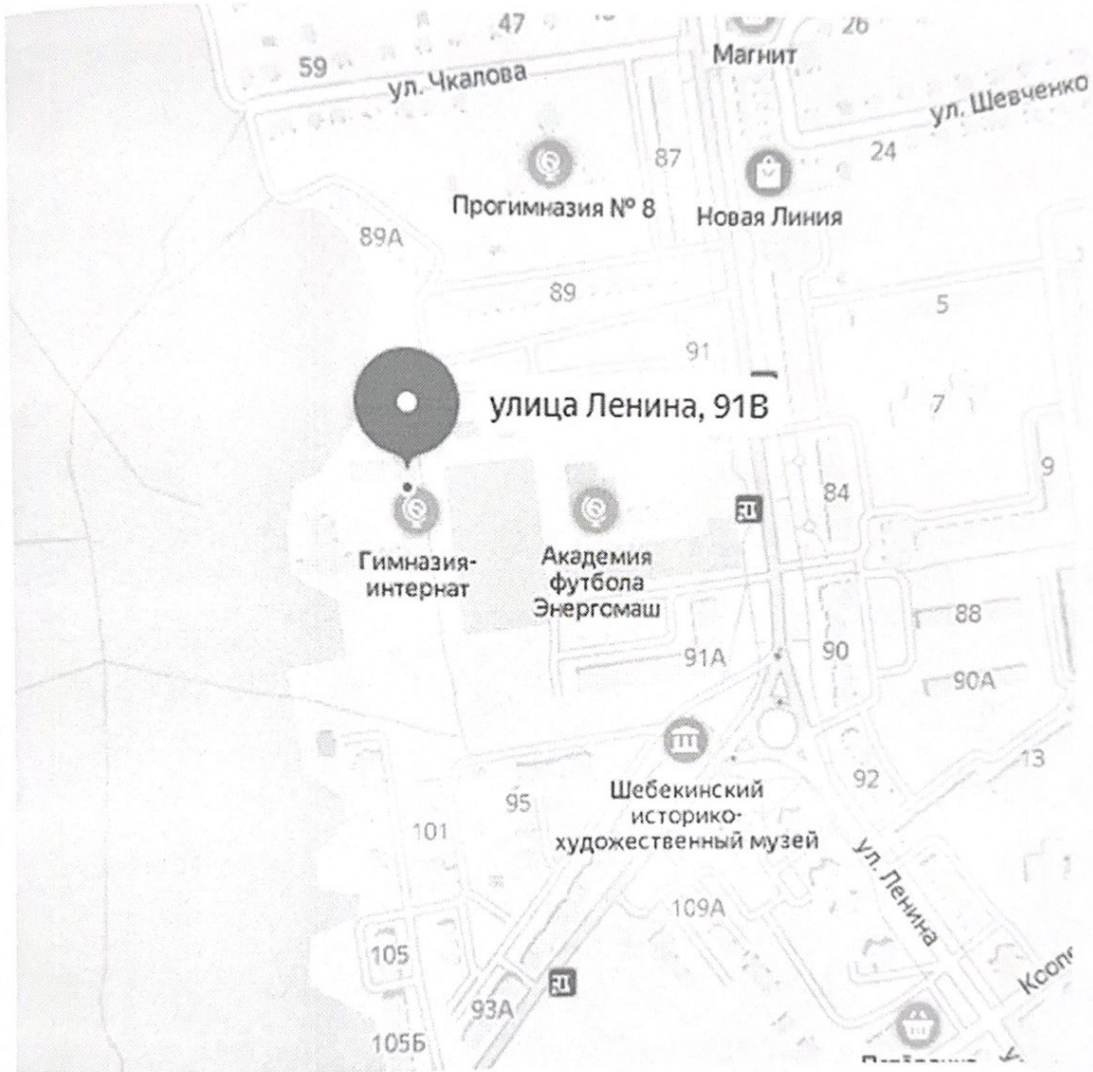 47
26
59
Магнит
ул. Чкалова
ул. Шевченко
87
24
Прогимназия № 8
Новая Линия
89А
89
5
91
улица Ленина, 91В
7
9
84
Гимназия-
интернат
Академия
футбола
Энергомаш
88
91А
90
90А
Шебекинский
историко-
художественный музей
13
92
95
101
ул. Ленина
109А
105
93А
105Б